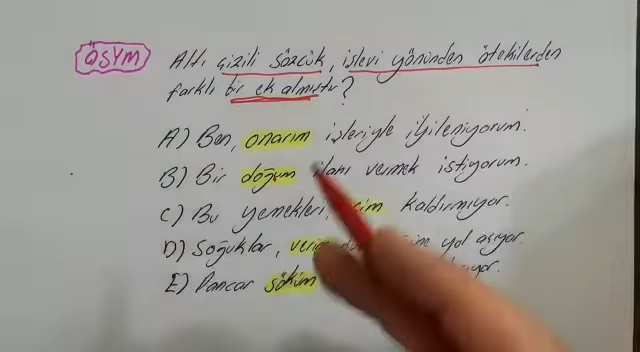 ÖSYM Altı çizili sözcük, işlevi yönünden ötekilerden
farklı bir ek almıştır?
A) Ben, onarım işleriyle ilgileniyorum.
B) Bir doğum ilanı vermek istiyorum.
C) Bu yemekleri, kaldırmıyor.
D) Soğuklar, yol açıyor.
E) Pancar söküm